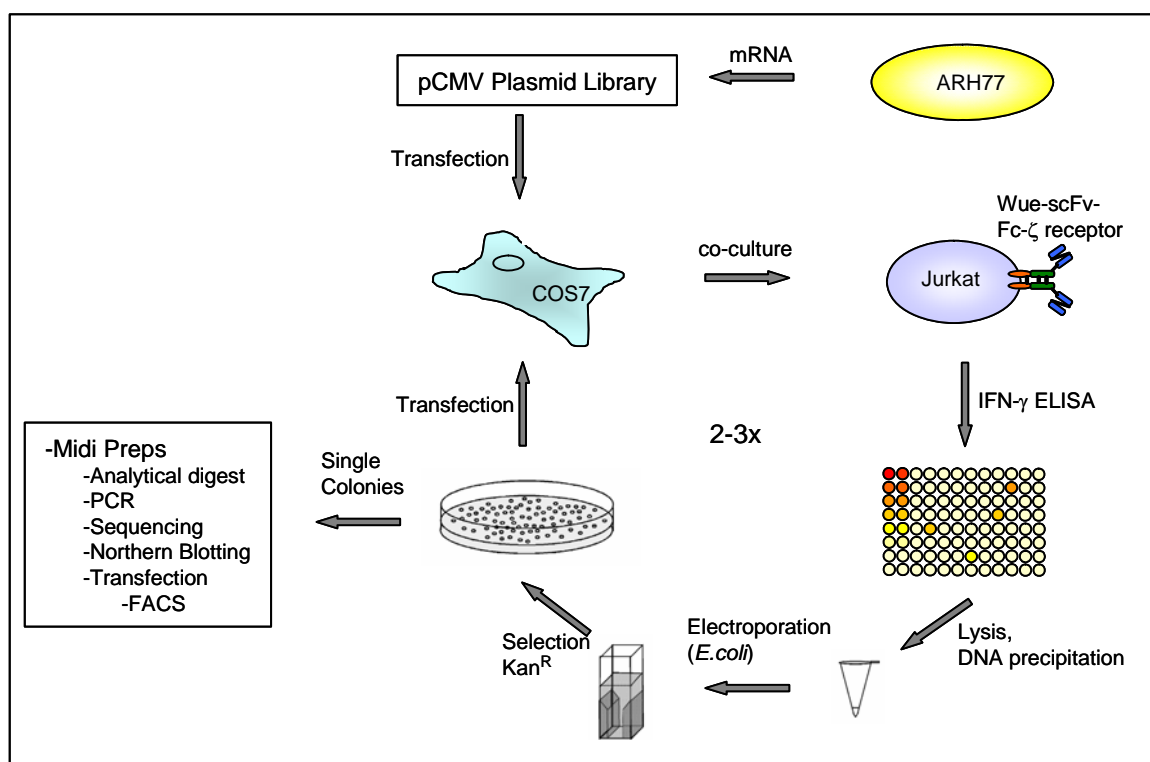 pCMV Plasmid Library
mRNA
ARH77
Transfection
Wue-scFv-
Fc-ζ receptor
co-culture
COS7
Jurkat
Transfection
IFN-γ ELISA
2-3x
-Midi Preps
-Analytical digest
-PCR
-Sequencing
-Northern Blotting
-Transfection
-FACS
Single
Colonies
Selection
Kan^R
Electroporation
(E.coli)
Lysis,
DNA precipitation